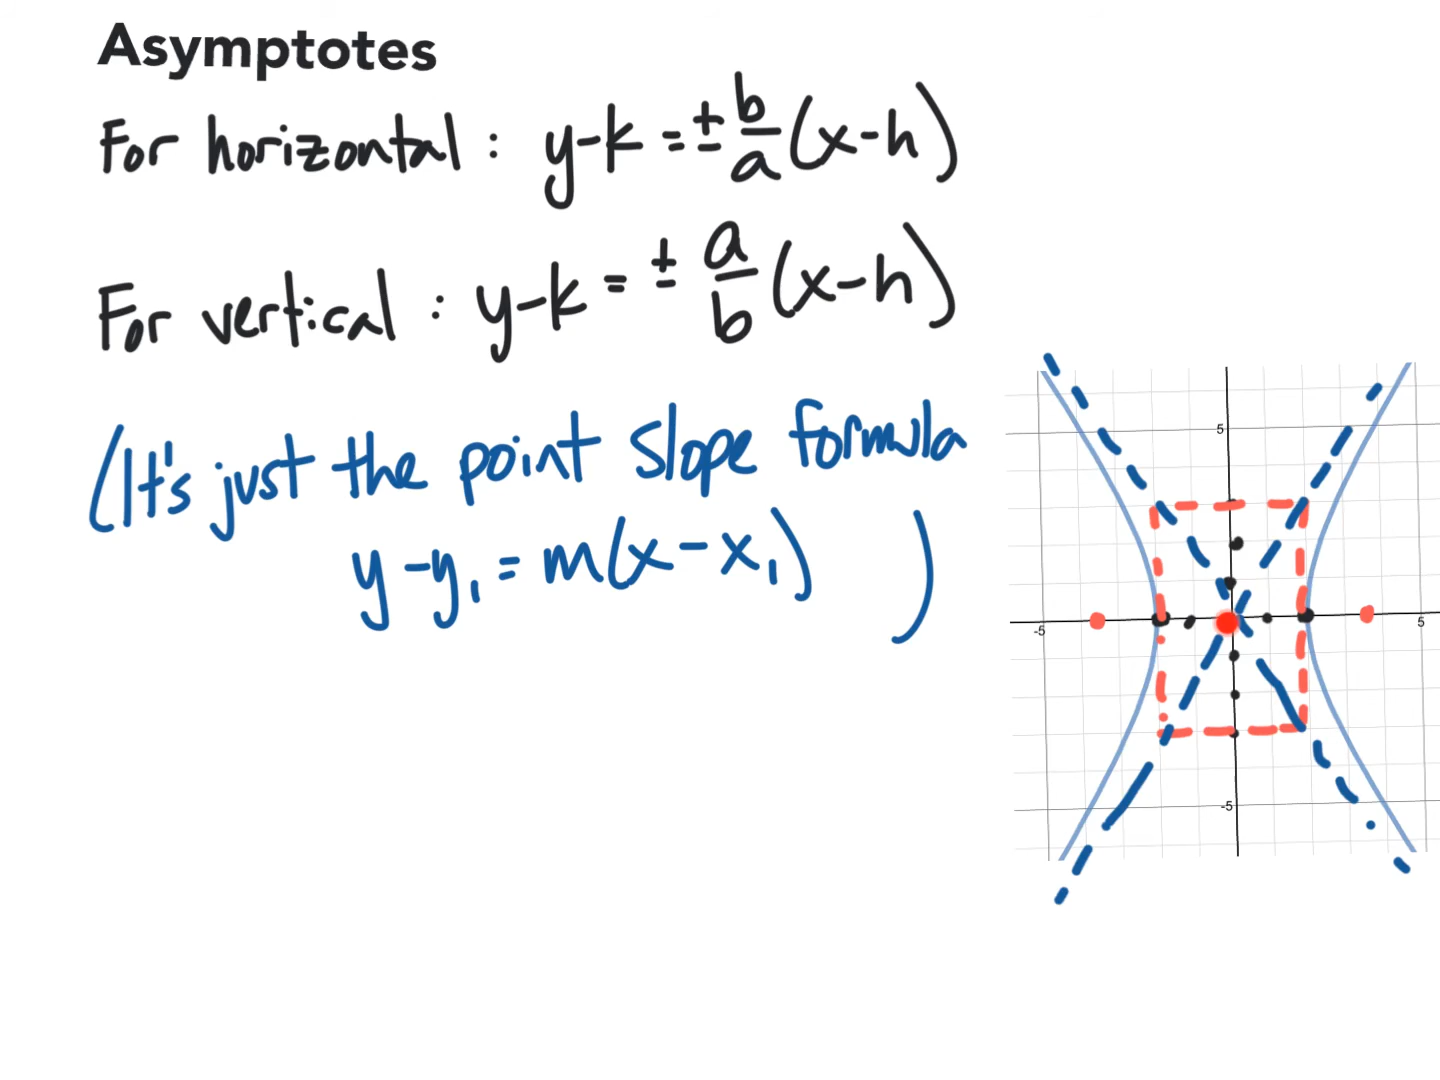 Asymptotes
For horizontal : y-k = ± b/a (x-h)
For vertical : y-k = ± a/b (x-h)
(It's just the point slope formula
y-y₁ = m(x-x₁) )
5
-5
5
-5